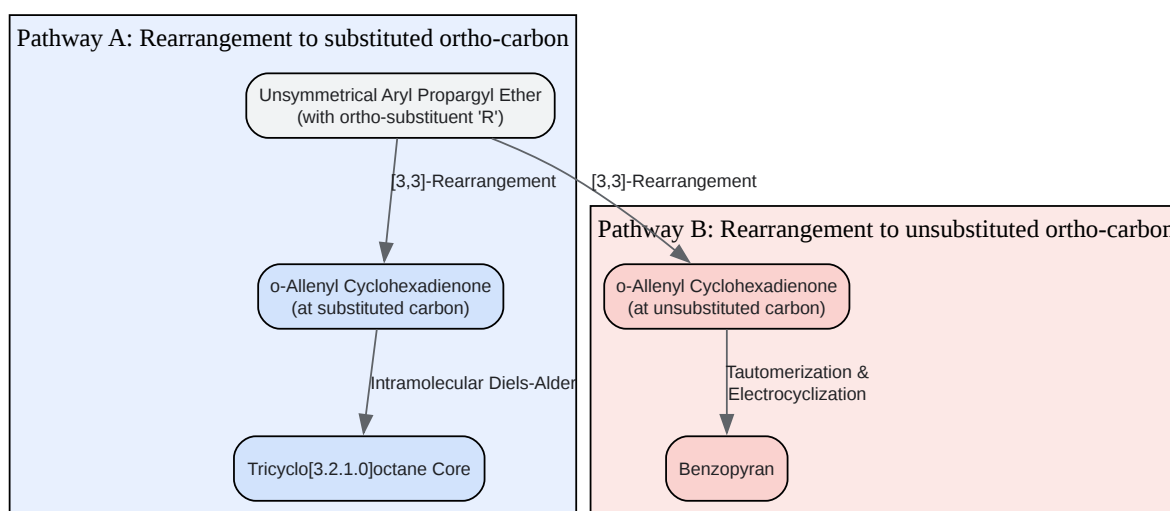 Pathway A: Rearrangement to substituted ortho-carbon
Unsymmetrical Aryl Propargyl Ether
(with ortho-substituent 'R')
[3,3]-Rearrangement
[3,3]-Rearrangement
Pathway B: Rearrangement to unsubstituted ortho-carbon
o-Allenyl Cyclohexadienone
(at substituted carbon)
o-Allenyl Cyclohexadienone
(at unsubstituted carbon)
Intramolecular Diels-Alder
Tautomerization &
Electrocyclization
Tricyclo[3.2.1.0]octane Core
Benzopyran